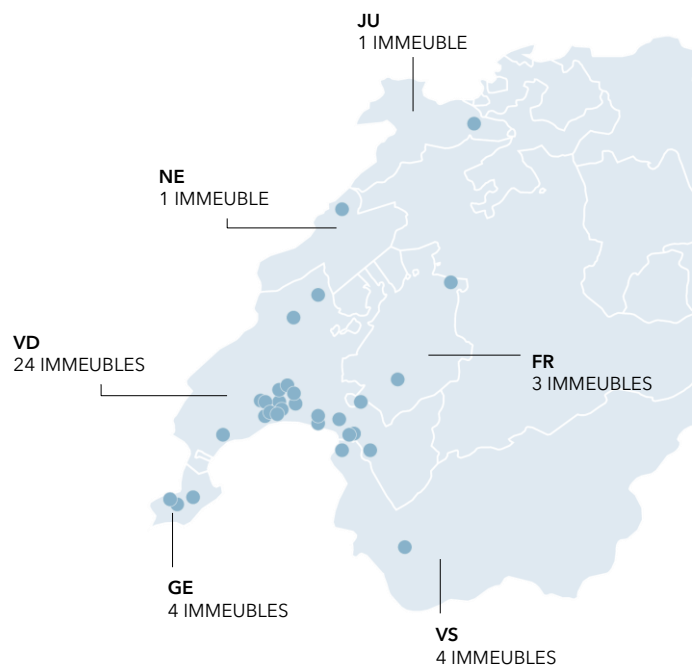 JU
1 IMMEUBLE
NE
1 IMMEUBLE
VD
24 IMMEUBLES
FR
3 IMMEUBLES
GE
4 IMMEUBLES
VS
4 IMMEUBLES